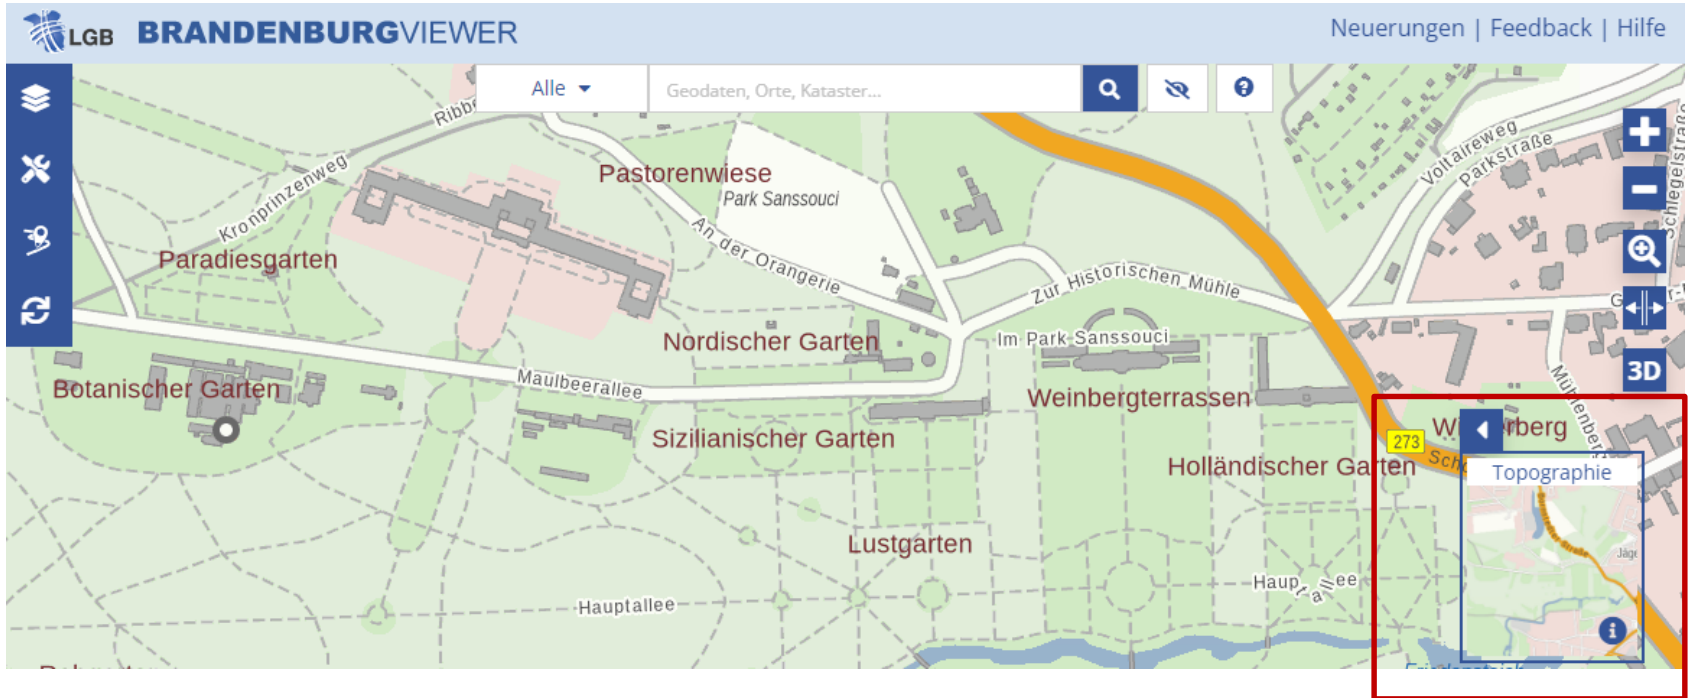 LGB BRANDENBURGVIEWER
Neuerungen | Feedback | Hilfe
Alle
Geodaten, Orte, Kataster...
Kronprinzenweg
Pastorenwiese
Park Sanssouci
Voltaireweg
Parkstraße
Schlegelstraße
Paradiesgarten
An der Orangerie
Zur Historischen Mühle
Nordischer Garten
Im Park Sanssouci
3D
Maulbeerallee
Botanischer Garten
Weinbergterrassen
Sizilianischer Garten
273
Holländischer Garten
Topographie
Lustgarten
Hauptallee
Hauptallee